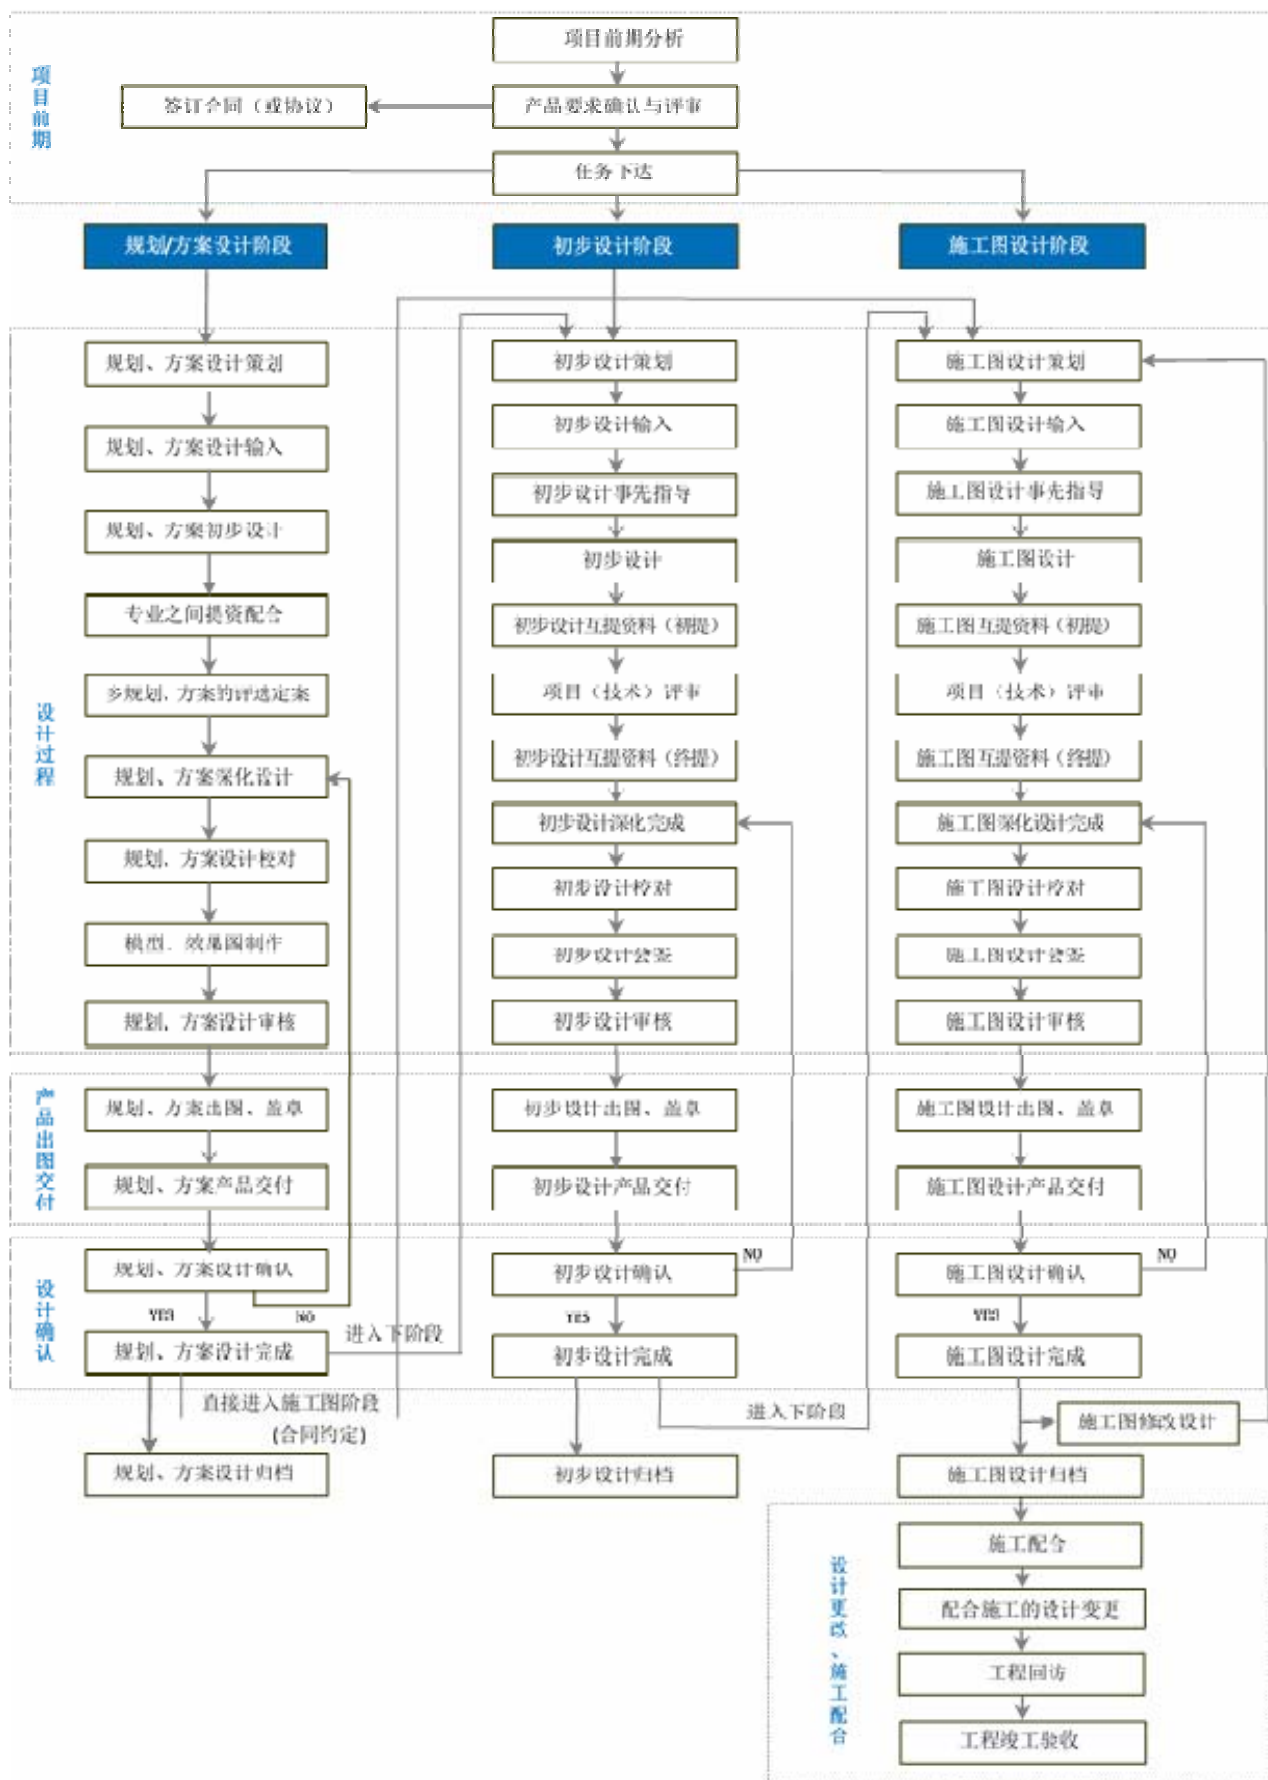 项目前期
项目前期分析
签订合同（或协议）
产品要求确认与评审
任务下达
规划/方案设计阶段
初步设计阶段
施工图设计阶段
设计过程
规划、方案设计策划
初步设计策划
施工图设计策划
规划、方案设计输入
初步设计输入
施工图设计输入
规划、方案初步设计
初步设计事先指导
施工图设计事先指导
初步设计
施工图设计
专业之间提资配合
初步设计互提资料（初提）
施工图互提资料（初提）
规划，方案的评选定案
项目（技术）评审
项目（技术）评审
初步设计互提资料（终提）
施工图互提资料（终提）
规划、方案深化设计
初步设计深化完成
施工图深化设计完成
规划，方案设计校对
初步设计校对
施工图设计校对
模型、效果图制作
初步设计会签
施工图设计会签
规划，方案设计审核
初步设计审核
施工图设计审核
产品出图交付
规划、方案出图、盖章
初步设计出图、盖章
施工图设计出图、盖章
规划、方案产品交付
初步设计产品交付
施工图设计产品交付
设计确认
规划、方案设计确认
初步设计确认
NO
施工图设计确认
NO
YES
NO
YES
YES
规划、方案设计完成
进入下阶段
初步设计完成
施工图设计完成
直接进入施工图阶段
(合同约定)
进入下阶段
施工图修改设计
规划、方案设计归档
初步设计归档
施工图设计归档
设计更改、施工配合
施工配合
配合施工的设计变更
工程回访
工程竣工验收